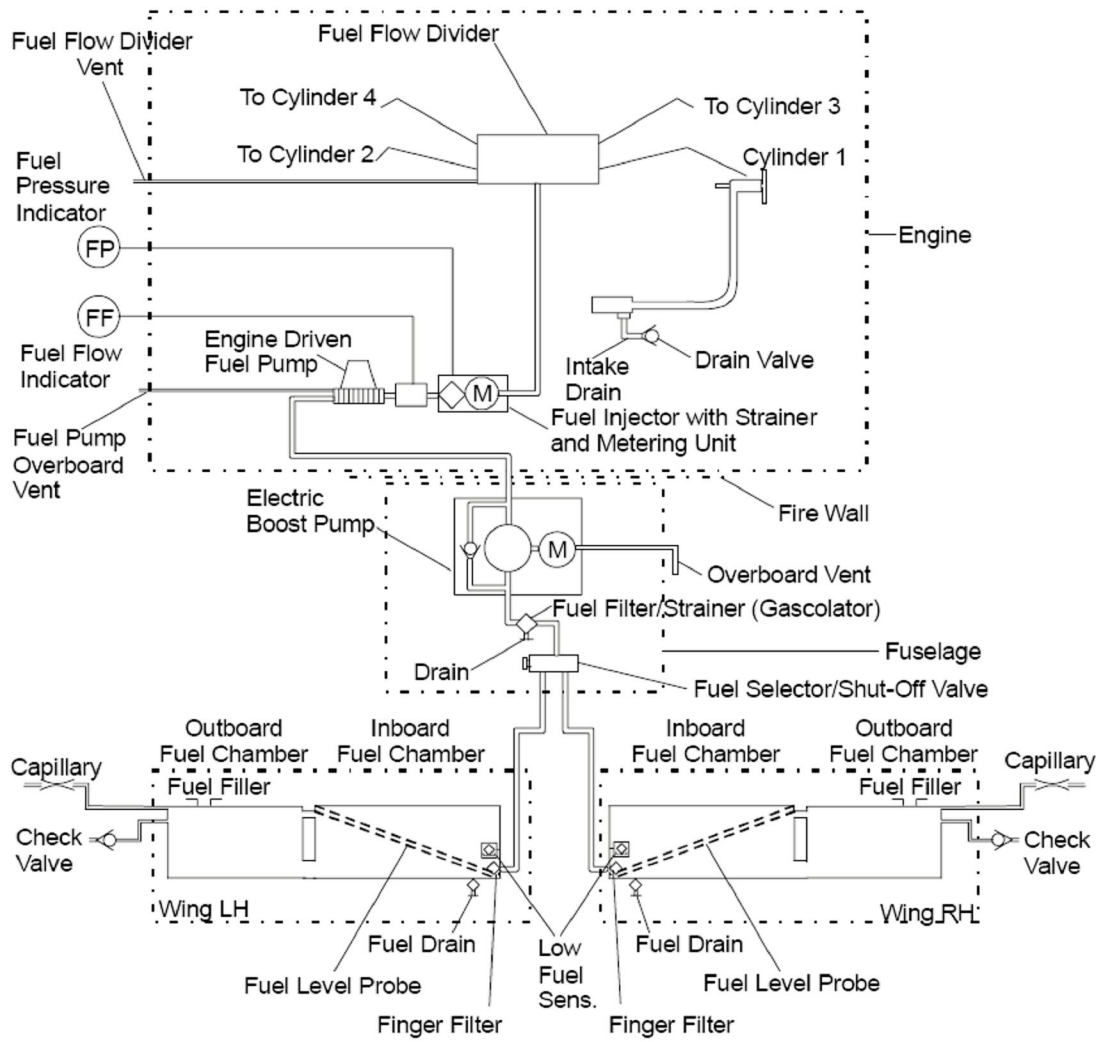 Fuel Flow Divider
Vent
Fuel Flow Divider
To Cylinder 4
To Cylinder 3
To Cylinder 2
Cylinder 1
Fuel
Pressure
Indicator
FP
Engine
FF
Fuel Flow
Indicator
Engine Driven
Fuel Pump
M
Intake
Drain
Drain Valve
Fuel Injector with Strainer
and Metering Unit
Fuel Pump
Overboard
Vent
Electric
Boost Pump
Fire Wall
M
Overboard Vent
Fuel Filter/Strainer (Gascolator)
Drain
Fuselage
Fuel Selector/Shut-Off Valve
Outboard
Fuel Chamber
Inboard
Fuel Chamber
Inboard
Fuel Chamber
Outboard
Fuel Chamber
Capillary
Fuel Filler
Fuel Filler
Capillary
Check
Valve
Check
Valve
Wing LH
Wing RH
Fuel Drain
Low
Fuel
Sens.
Fuel Drain
Fuel Level Probe
Fuel Level Probe
Finger Filter
Finger Filter